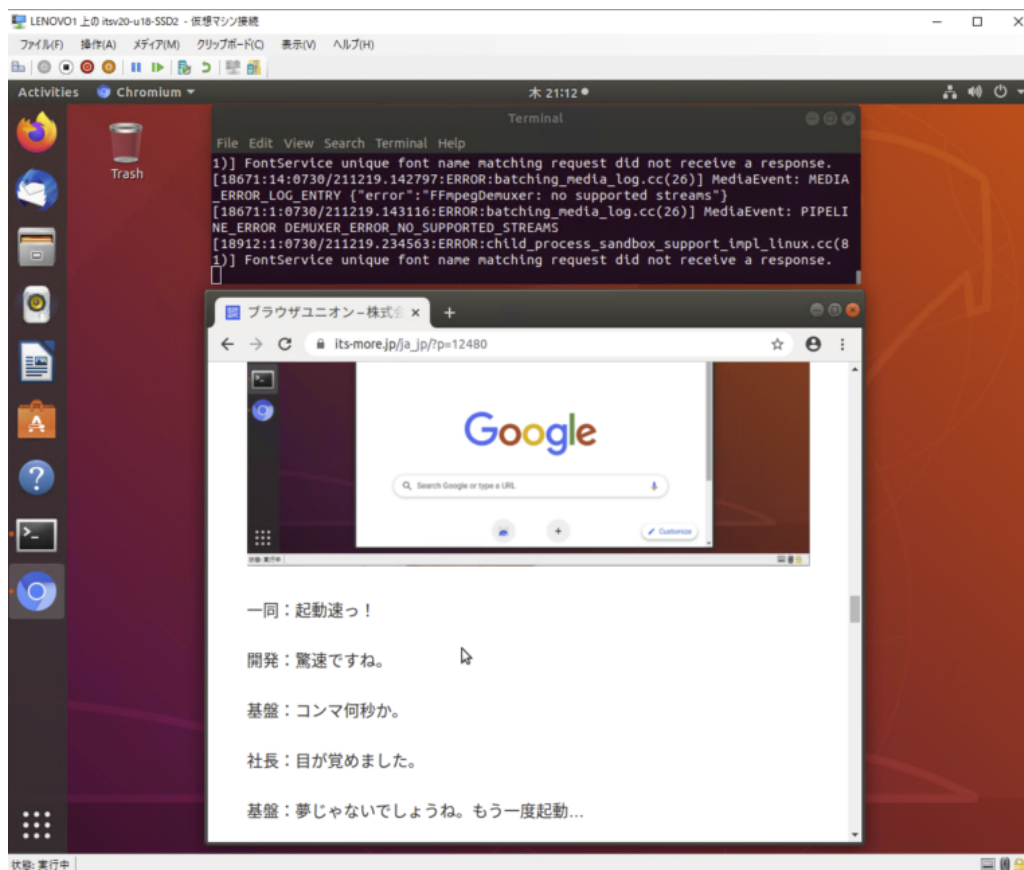 LENOVO1 上の itsv20-u18-SSD2 - 仮想マシン接続
ファイル(F) 操作(A) メディア(M) クリップボード(C) 表示(V) ヘルプ(H)
Activities Chromium 木 21:12
Terminal
File Edit View Search Terminal Help
Trash
1)] FontService unique font name matching request did not receive a response.
[18671:14:0730/211219.142797:ERROR:batching_media_log.cc(26)] MediaEvent: MEDIA
_ERROR_LOG_ENTRY {"error":"FFmpegDemuxer: no supported streams"}
[18671:1:0730/211219.143116:ERROR:batching_media_log.cc(26)] MediaEvent: PIPELI
NE_ERROR DEMUXER_ERROR_NO_SUPPORTED_STREAMS
[18912:1:0730/211219.234563:ERROR:child_process_sandbox_support_impl_linux.cc(8
1)] FontService unique font name matching request did not receive a response.
ブラウザユニオン – 株式会
its-more.jp/ja_jp/?p=12480
Google
Search Google or type a URL
Customize
状態: 実行中
一同：起動速っ！
開発：驚速ですね。
基盤：コンマ何秒か。
社長：目が覚めました。
基盤：夢じゃないでしょうね。もう一度起動…
状態: 実行中